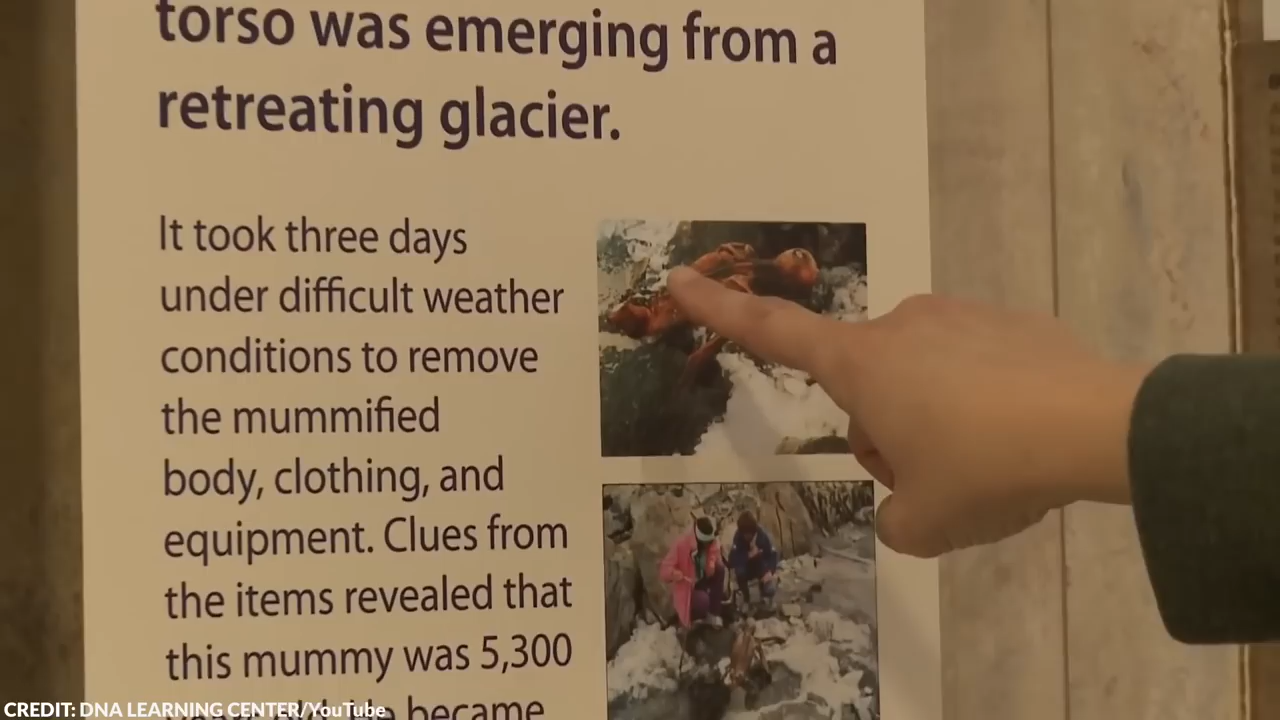 torso was emerging from a
retreating glacier.
It took three days
under difficult weather
conditions to remove
the mummified
body, clothing, and
equipment. Clues from
the items revealed that
this mummy was 5,300
became
CREDIT: DNA LEARNING CENTER/YouTube